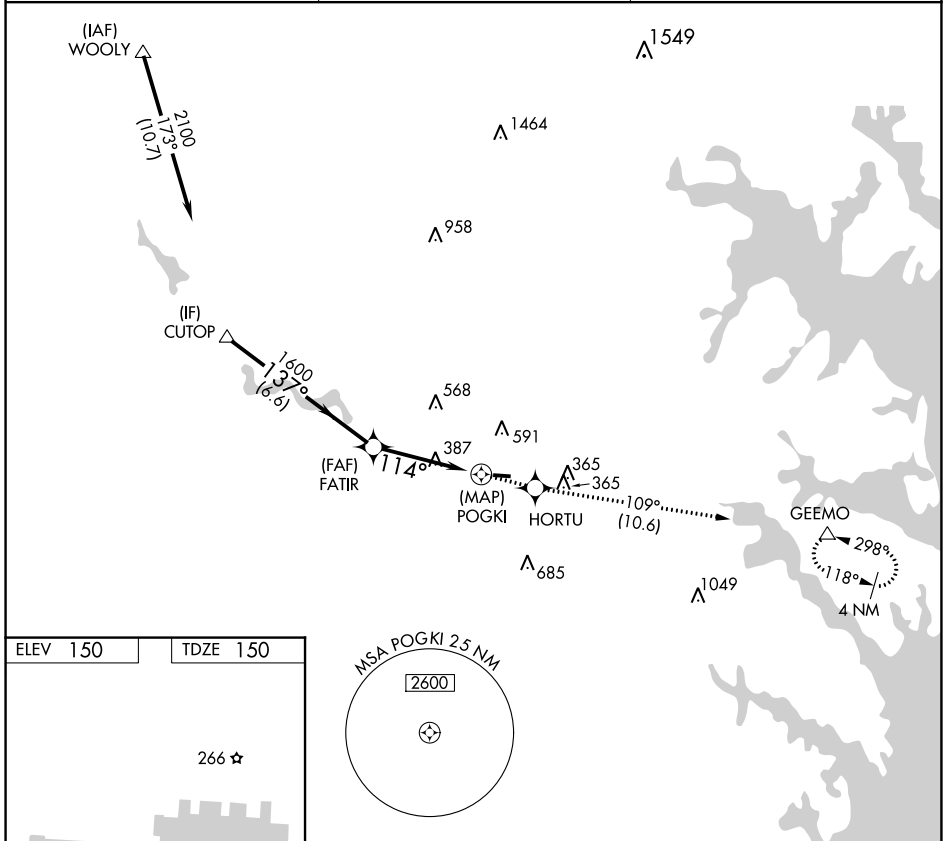 (IAF)
WOOLY
1549
2100
173°
(10.7)
1464
958
(IF)
CUTOP
1600
137°
(6.6)
568
591
387
(FAF)
FATIR
114°
365
365
(MAP)
POGKI
HORTU
109°
(10.6)
GEEMO
298°
118°
4 NM
685
1049
ELEV 150
TDZE 150
266
MSA POGKI 25 NM
2600